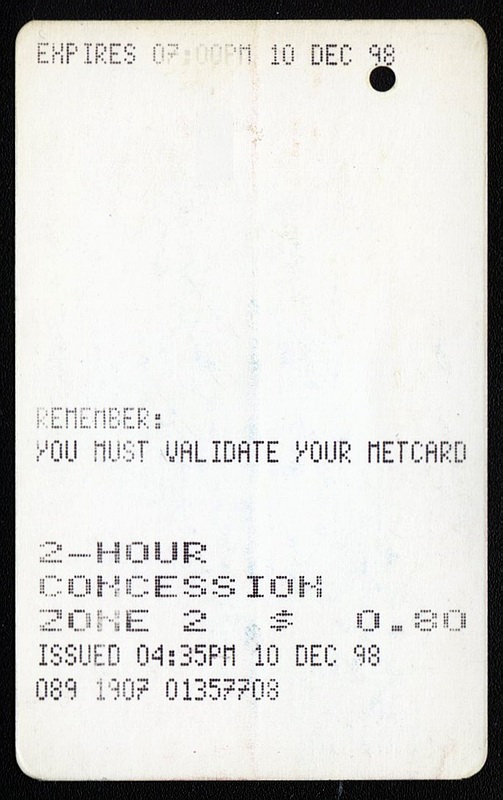 EXPIRES 07:00PM 10 DEC 98
REMEMBER:
YOU MUST VALIDATE YOUR METCARD
2-HOUR
CONCESSION
ZONE 2 $ 0.80
ISSUED 04:35PM 10 DEC 98
089 1907 01357708